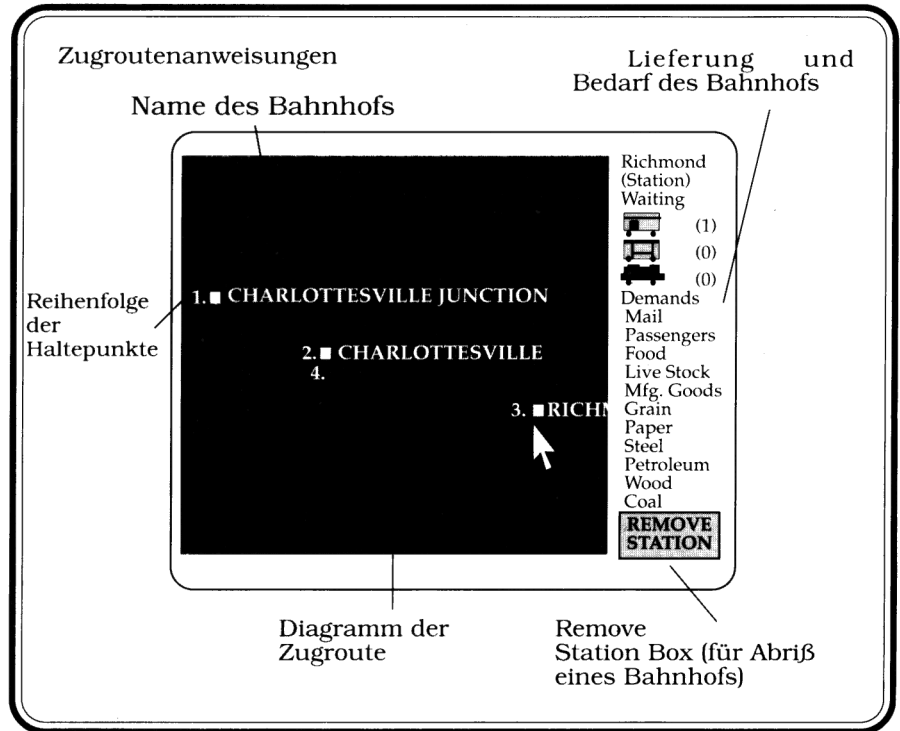 Zugroutenanweisungen
Lieferung und
Bedarf des Bahnhofs
Name des Bahnhofs
Richmond
(Station)
Waiting
(1)
(0)
(0)
Demands
Mail
Passengers
Food
Live Stock
Mfg. Goods
Grain
Paper
Steel
Petroleum
Wood
Coal
REMOVE
STATION
Reihenfolge
der
Haltepunkte
1. CHARLOTTESVILLE JUNCTION
2. CHARLOTTESVILLE
4.
3. RICHM
Diagramm der
Zugroute
Remove
Station Box (für Abriß
eines Bahnhofs)